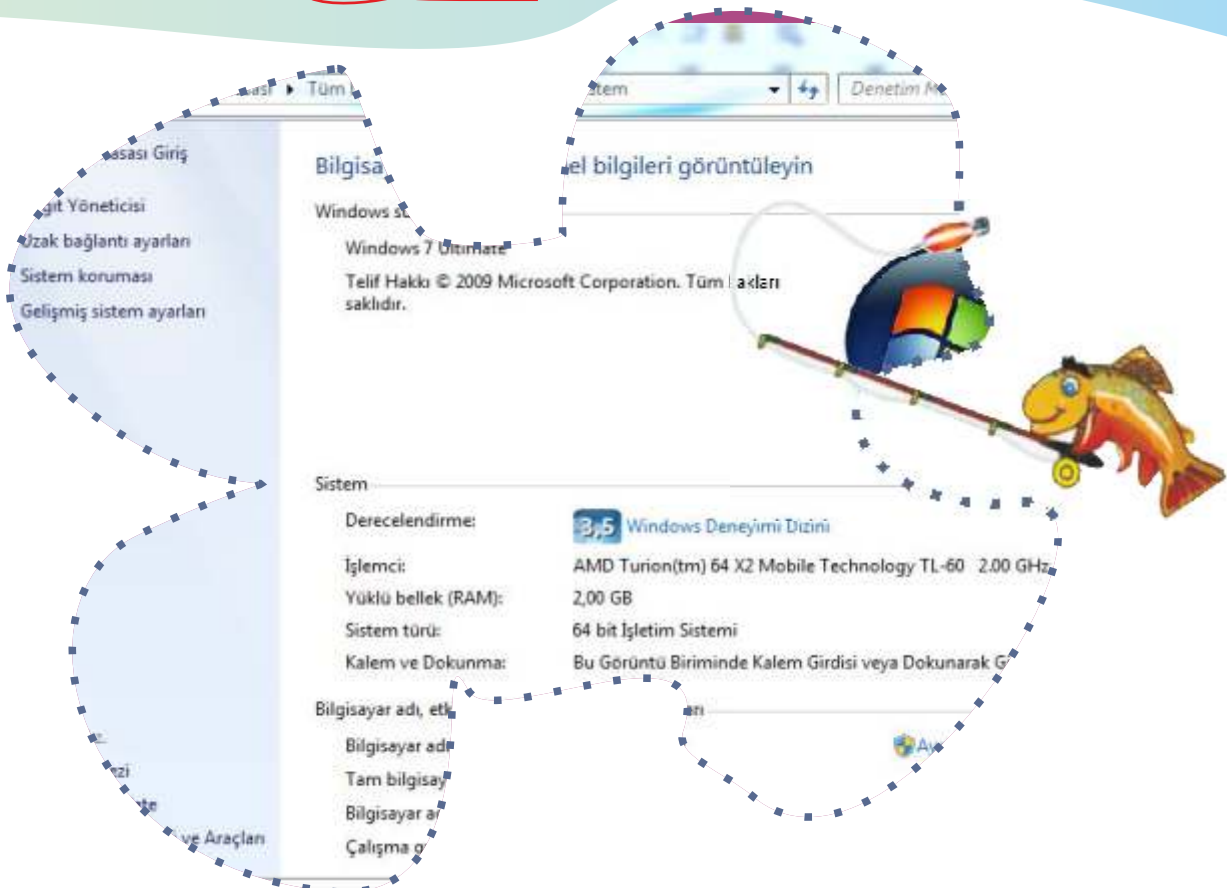 Tüm
stem
Denetim
asası Giriş
Yöneticisi
Uzak bağlantı ayarları
Sistem koruması
Gelişmiş sistem ayarları
Bilgisa el bilgileri görüntüleyin
Windows
Windows 7 Ultimate
Telif Hakkı © 2009 Microsoft Corporation. Tüm akları
saklıdır.
Sistem
Derecelendirme: 3,5 Windows Deneyimi Dizini
İşlemci: AMD Turion(tm) 64 X2 Mobile Technology TL-60 2.00 GHz
Yüklü bellek (RAM): 2,00 GB
Sistem türü: 64 bit İşletim Sistemi
Kalem ve Dokunma: Bu Görüntü Biriminde Kalem Girdisi veya Dokunarak G
Bilgisayar adı, etk
Bilgisayar adı
Tam bilgisay
Bilgisayar a
Çalışma g
ezi
ve Araçları